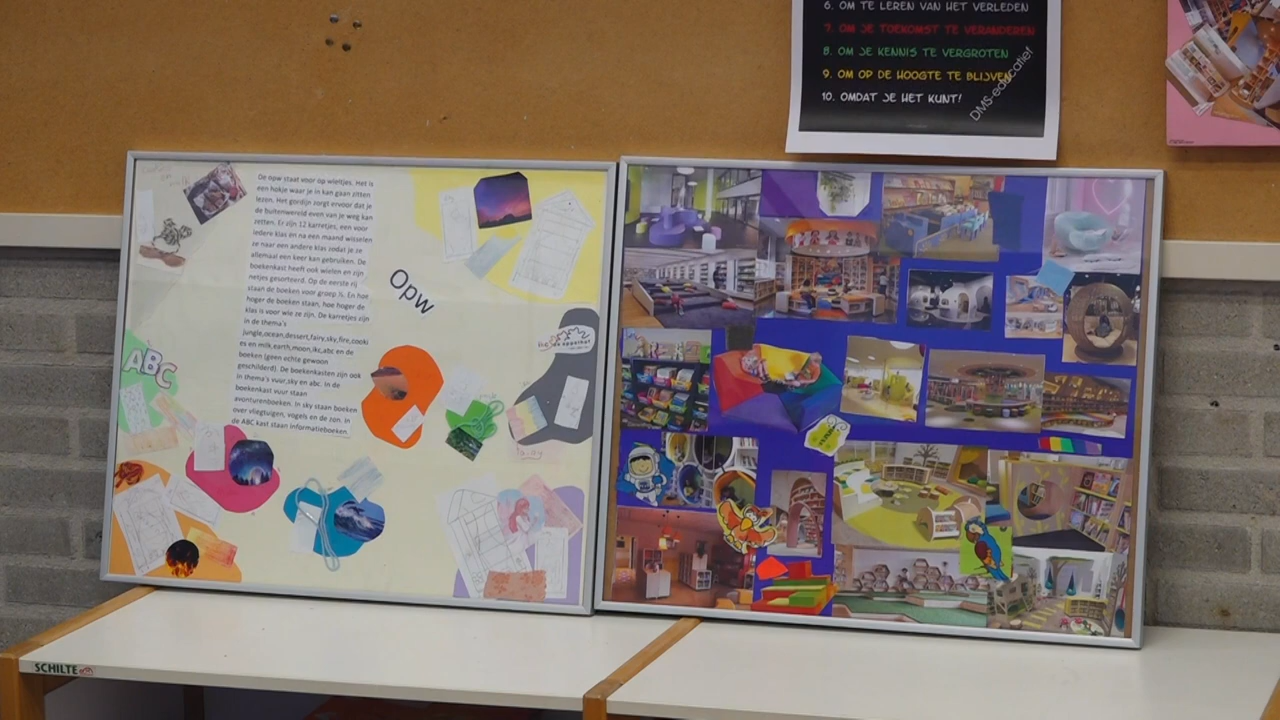 6. OM TE LEREN VAN HET VERLEDEN
7. OM JE TOEKOMST TE VERANDEREN
8. OM JE KENNIS TE VERGROTEN
9. OM OP DE HOOGTE TE BLIJVEN
10. OMDAT JE HET KUNT!
DMS-educatief
De opw staat voor op wieltjes. Het is
een hokje waar je in kan gaan zitten
lezen. Het gordijn zorgt ervoor dat je
de buitenwereld even van je weg kan
zetten. Er zijn 12 karretjes, een voor
iedere klas en na een maand wisselen
ze naar een andere klas zodat je ze
allemaal een keer kan gebruiken. De
boekenkast heeft ook wielen en zijn
netjes gesorteerd. Op de eerste rij
staan de boeken voor groep ⅓. En hoe
hoger de boeken staan, hoe hoger de
klas is voor wie ze zijn. De karretjes zijn
in de thema's
jungle,ocean,dessert,fairy,sky,fire,cooki
es en milk,earth,moon,ikc,abc en de
boeken (geen echte gewoon
geschilderd). De boekenkasten zijn ook
in thema's vuur,sky en abc. In de
boekenkast vuur staan
avonturenboeken. In sky staan boeken
over vliegtuigen, vogels en de zon. In
de ABC kast staan informatieboeken.
Opw
ABC
fairy
SCHILTE